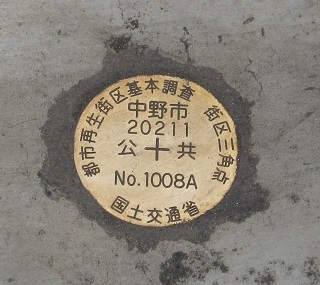 都市再生街区基本調査
街区三角点
中野市
20211
公共
No.1008A
国土交通省